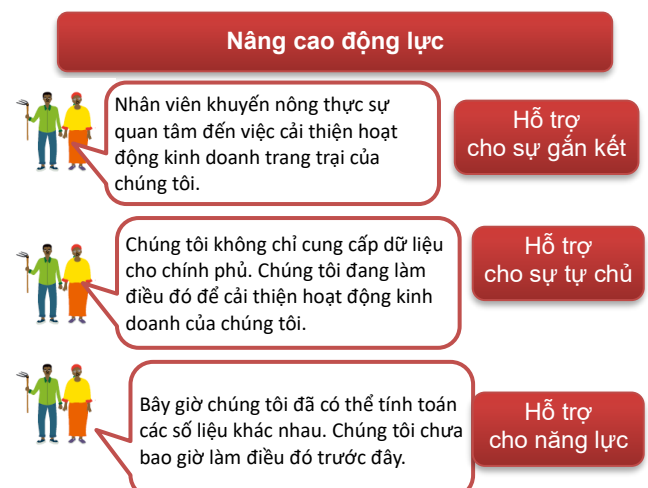 Nâng cao động lực
Nhân viên khuyến nông thực sự
quan tâm đến việc cải thiện hoạt
động kinh doanh trang trại của
chúng tôi.
Hỗ trợ
cho sự gắn kết
Chúng tôi không chỉ cung cấp dữ liệu
cho chính phủ. Chúng tôi đang làm
điều đó để cải thiện hoạt động kinh
doanh của chúng tôi.
Hỗ trợ
cho sự tự chủ
Bây giờ chúng tôi đã có thể tính toán
các số liệu khác nhau. Chúng tôi chưa
bao giờ làm điều đó trước đây.
Hỗ trợ
cho năng lực